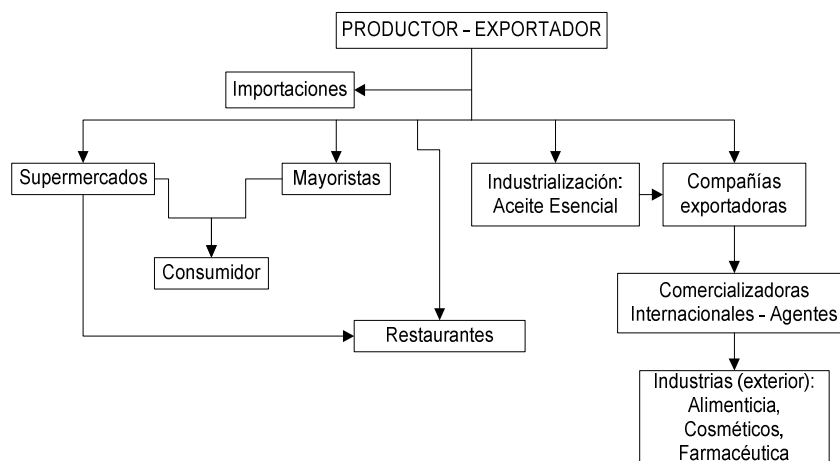 PRODUCTOR – EXPORTADOR
Importaciones
Supermercados
Mayoristas
Industrialización:
Aceite Esencial
Compañías
exportadoras
Consumidor
Comercializadoras
Internacionales - Agentes
Restaurantes
Industrias (exterior):
Alimenticia,
Cosméticos,
Farmacéutica